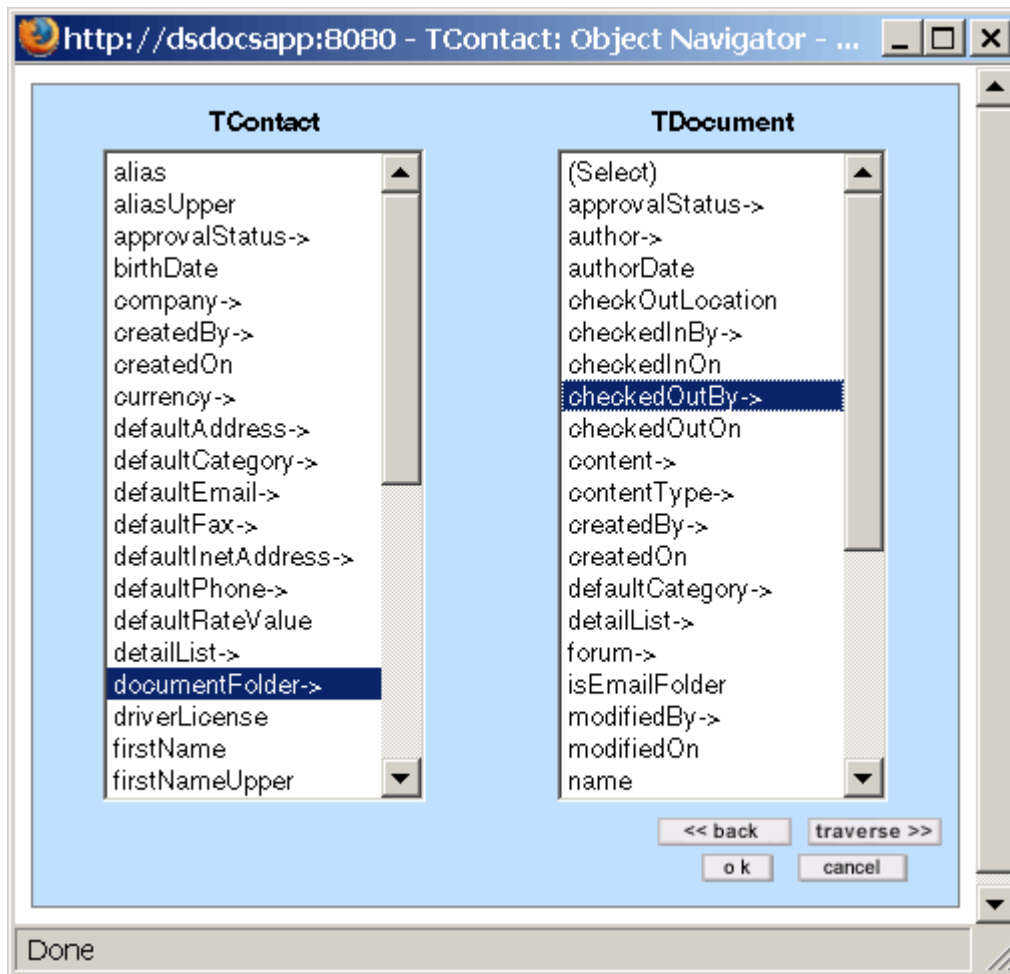 http://dsdocsapp:8080 - TContact: Object Navigator - ...
TContact
alias
aliasUpper
approvalStatus->
birthDate
company->
createdBy->
createdOn
currency->
defaultAddress->
defaultCategory->
defaultEmail->
defaultFax->
defaultInetAddress->
defaultPhone->
defaultRateValue
detailList->
documentFolder->
driverLicense
firstName
firstNameUpper
TDocument
(Select)
approvalStatus->
author->
authorDate
checkOutLocation
checkedInBy->
checkedInOn
checkedOutBy->
checkedOutOn
content->
contentType->
createdBy->
createdOn
defaultCategory->
detailList->
forum->
isEmailFolder
modifiedBy->
modifiedOn
name
<< back
traverse >>
o k
cancel
Done